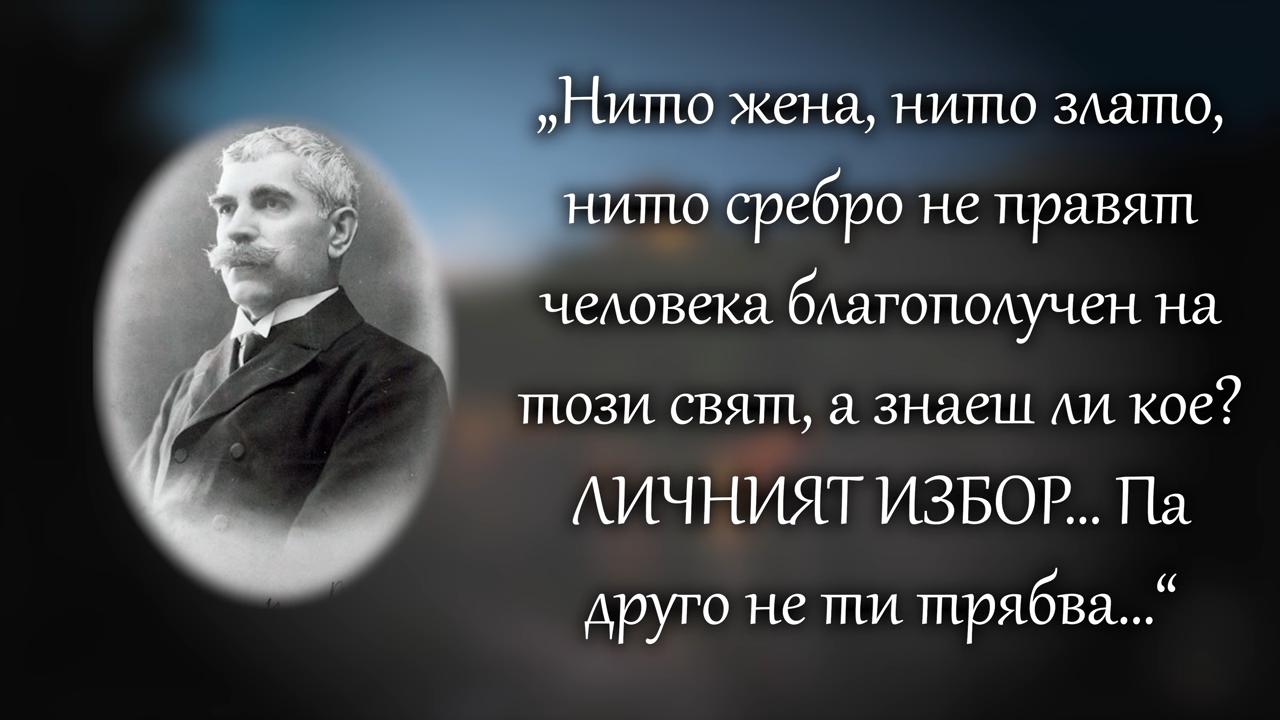 „Нито жена, нито злато,
нито сребро не правят
человека благополучен на
този свят, а знаеш ли кое?
ЛИЧНИЯТ ИЗБОР... Па
друго не ти трябва...“